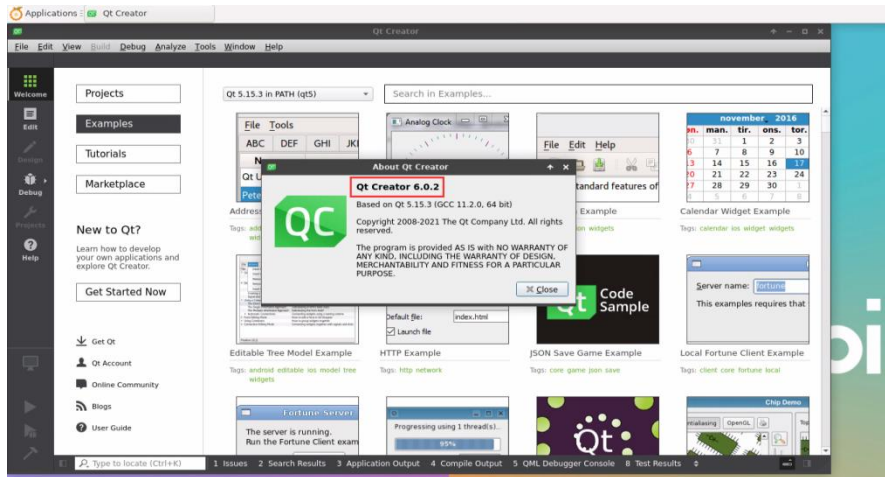 Applications
Qt Creator
Qt Creator
File Edit View Build Debug Analyze Tools Window Help
Welcome
Edit
Design
Debug
Projects
Help
Projects
Examples
Tutorials
Marketplace
New to Qt?
Learn how to develop
your own applications and
explore Qt Creator.
Get Started Now
Get Qt
Qt Account
Online Community
Blogs
User Guide
Qt 5.15.3 in PATH (qt5)
Search in Examples...
File Tools
ABC DEF GHI
Analog Clock
File Edit Help
november 2016
man. tir. ons. tor.
31 1 2 3
6 7 8 9 10
13 14 15 16 17
20 21 22 23 24
27 28 29 30 1
4 5 6 7 8
About Qt Creator
Qt Creator 6.0.2
QC
Based on Qt 5.15.3 (GCC 11.2.0, 64 bit)
Copyright 2008-2021 The Qt Company Ltd. All rights
reserved.
The program is provided AS IS with NO WARRANTY OF
ANY KIND, INCLUDING THE WARRANTY OF DESIGN,
MERCHANTABILITY AND FITNESS FOR A PARTICULAR
PURPOSE.
Close
standard features of
Address
Example
Calendar Widget Example
Tags:
widgets
Tags: calendar ios widget widgets
Default file: index.html
Launch file
Qt Code
Sample
Server name: fortune
This examples requires that
Editable Tree Model Example
HTTP Example
JSON Save Game Example
Local Fortune Client Example
Tags: android editable ios model tree
widgets
Tags: http network
Tags: core game json save
Tags: client core fortune local
Fortune Server
The server is running.
Run the Fortune Client exam
Progressing using 1 thread(s)...
95%
Qt
Chip Demo
OpenGL
pi
Type to locate (Ctrl+K)
1 Issues 2 Search Results 3 Application Output 4 Compile Output 5 QML Debugger Console 8 Test Results